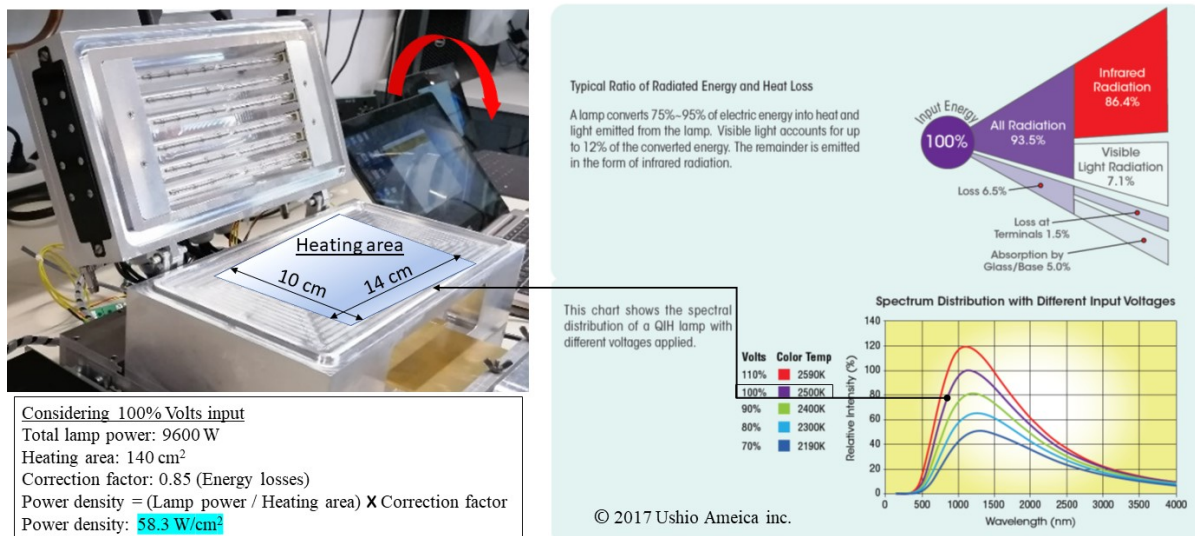 Heating area
10 cm
14 cm
Considering 100% Volts input
Total lamp power: 9600 W
Heating area: 140 cm²
Correction factor: 0.85 (Energy losses)
Power density = (Lamp power / Heating area) X Correction factor
Power density: 58.3 W/cm²
Typical Ratio of Radiated Energy and Heat Loss
A lamp converts 75%~95% of electric energy into heat and
light emitted from the lamp. Visible light accounts for up
to 12% of the converted energy. The remainder is emitted
in the form of infrared radiation.
Input Energy
100%
All Radiation
93.5%
Infrared
Radiation
86.4%
Visible
Light Radiation
7.1%
Loss 6.5%
Loss at
Terminals 1.5%
Absorption by
Glass/Base 5.0%
This chart shows the spectral
distribution of a QIH lamp with
different voltages applied.
Volts Color Temp
110% 2590K
100% 2500K
90% 2400K
80% 2300K
70% 2190K
Spectrum Distribution with Different Input Voltages
Relative Intensity (%)
140
120
100
80
60
40
20
0
0 500 1000 1500 2000 2500 3000 3500 4000
Wavelength (nm)
© 2017 Ushio Ameica inc.